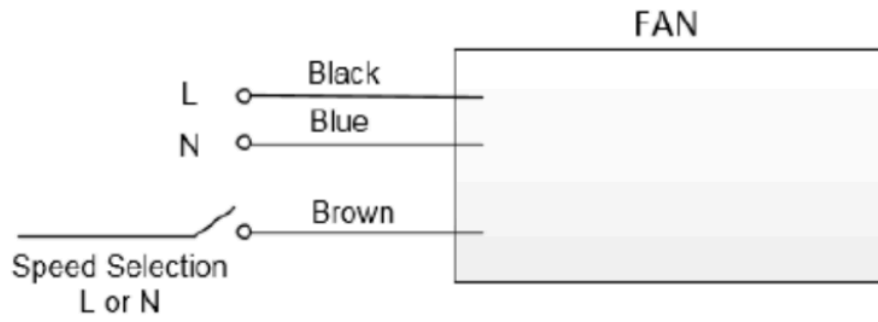 FAN
L
Black
N
Blue
Brown
Speed Selection
L or N